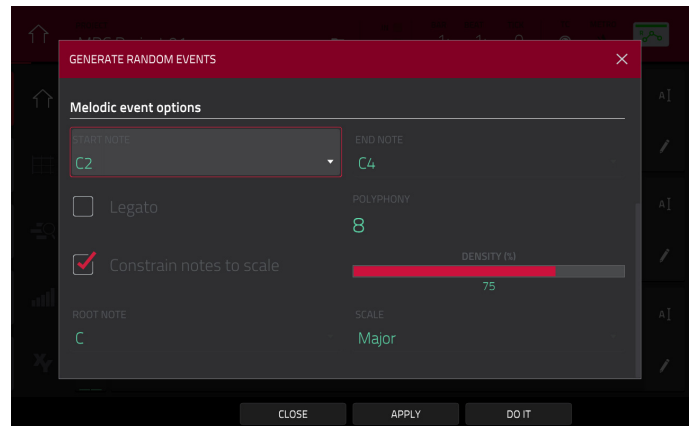 GENERATE RANDOM EVENTS
Melodic event options
START NOTE
END NOTE
C2
C4
Legato
POLYPHONY
8
Constrain notes to scale
DENSITY (%)
75
ROOT NOTE
SCALE
C
Major
CLOSE
APPLY
DO IT